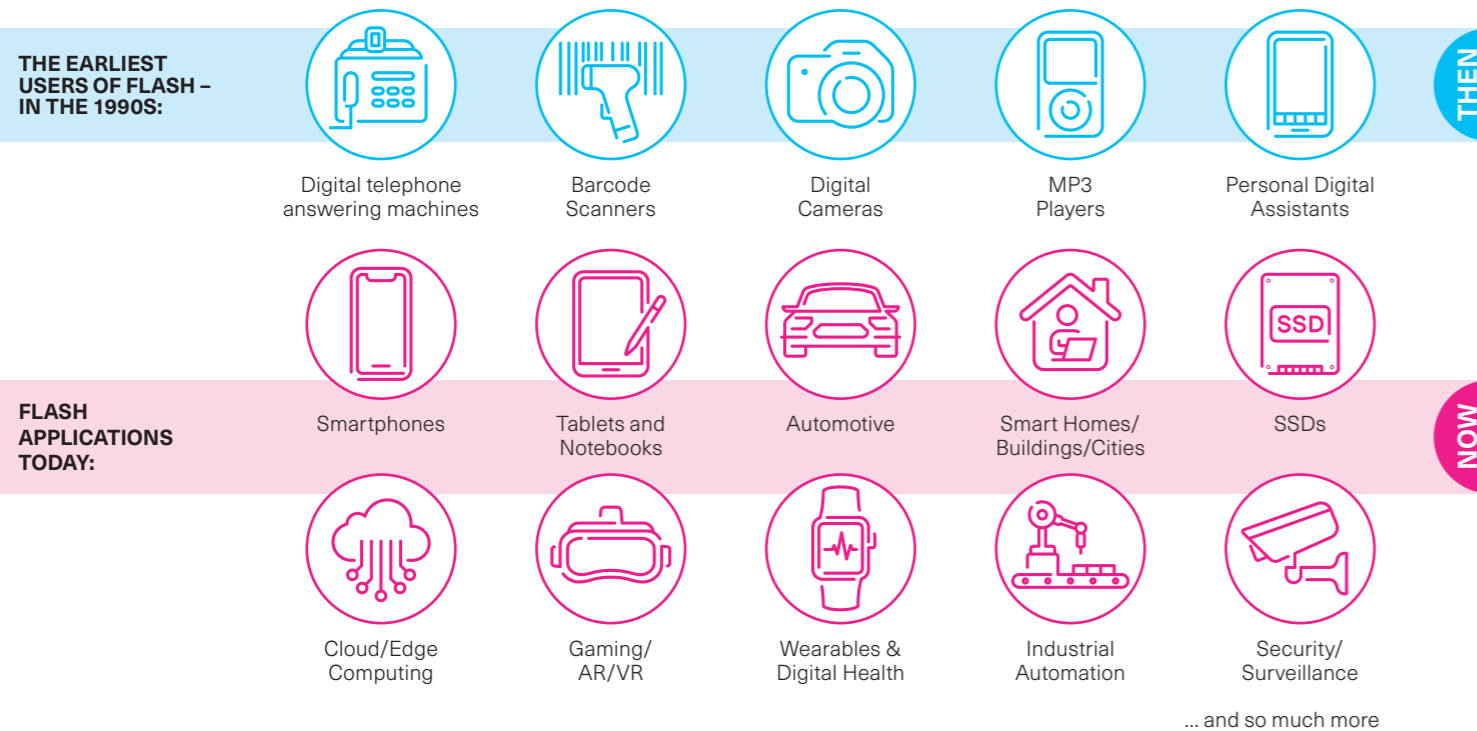 THE EARLIEST
USERS OF FLASH –
IN THE 1990S:
THEN
Digital telephone
answering machines
Barcode
Scanners
Digital
Cameras
MP3
Players
Personal Digital
Assistants
SSD
FLASH
APPLICATIONS
TODAY:
NOW
Smartphones
Tablets and
Notebooks
Automotive
Smart Homes/
Buildings/Cities
SSDs
Cloud/Edge
Computing
Gaming/
AR/VR
Wearables &
Digital Health
Industrial
Automation
Security/
Surveillance
... and so much more